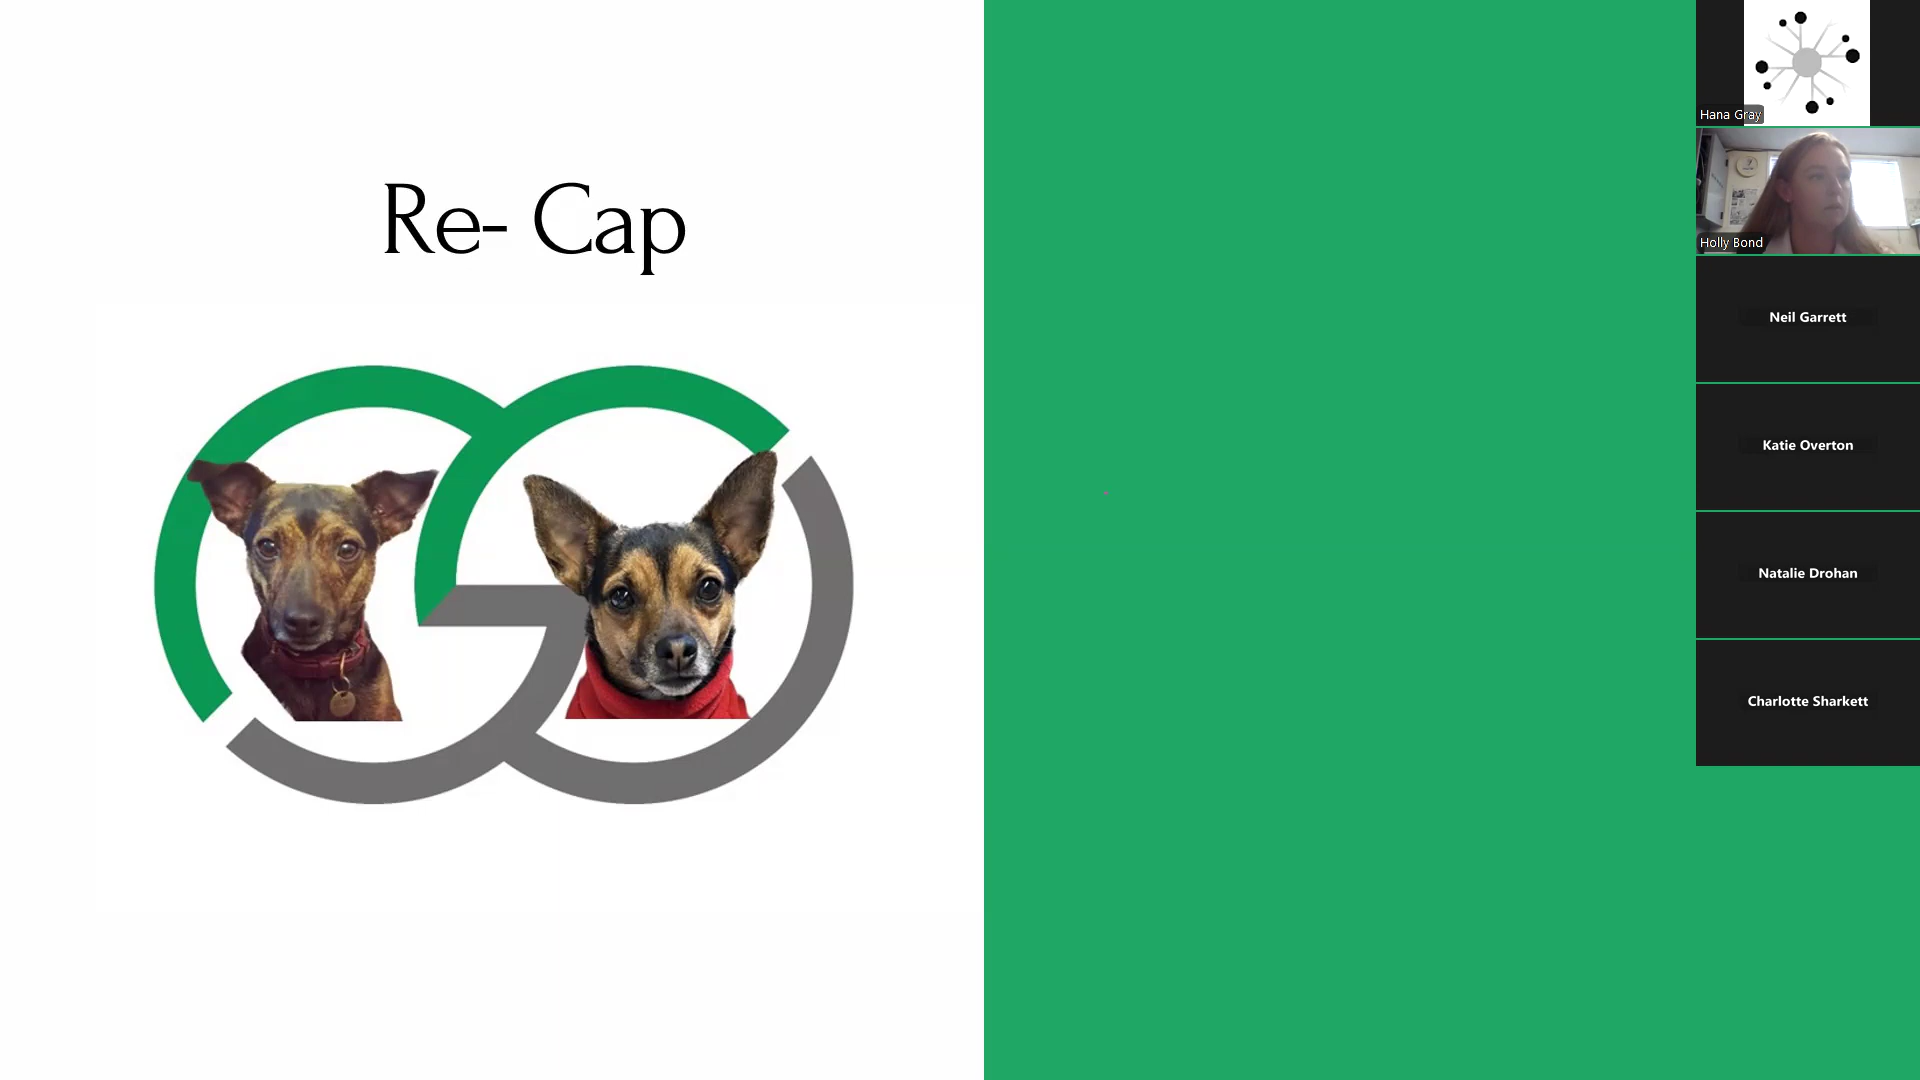 Re- Cap
Hana Gray
Holly Bond
Neil Garrett
Katie Overton
Natalie Drohan
Charlotte Sharkett